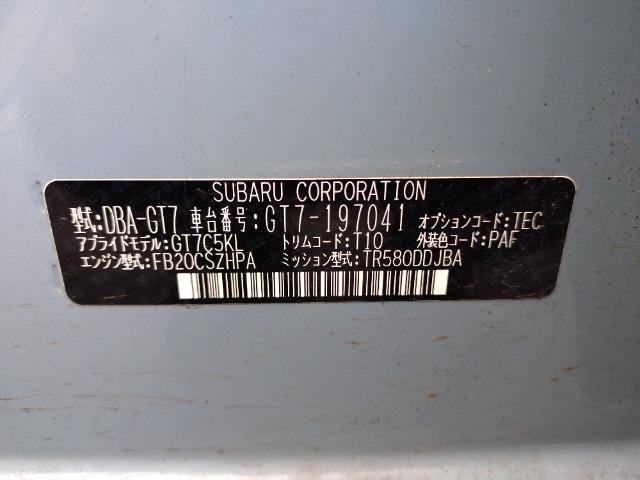 SUBARU CORPORATION
型式:DBA-GT7 車台番号:GT7-197041 オプションコード:TEC
アプライドモデル:GT7C5KL トリムコード:T10 外装色コード:PAF
エンジン型式:FB20CSZHPA ミッション型式:TR580DDJBA